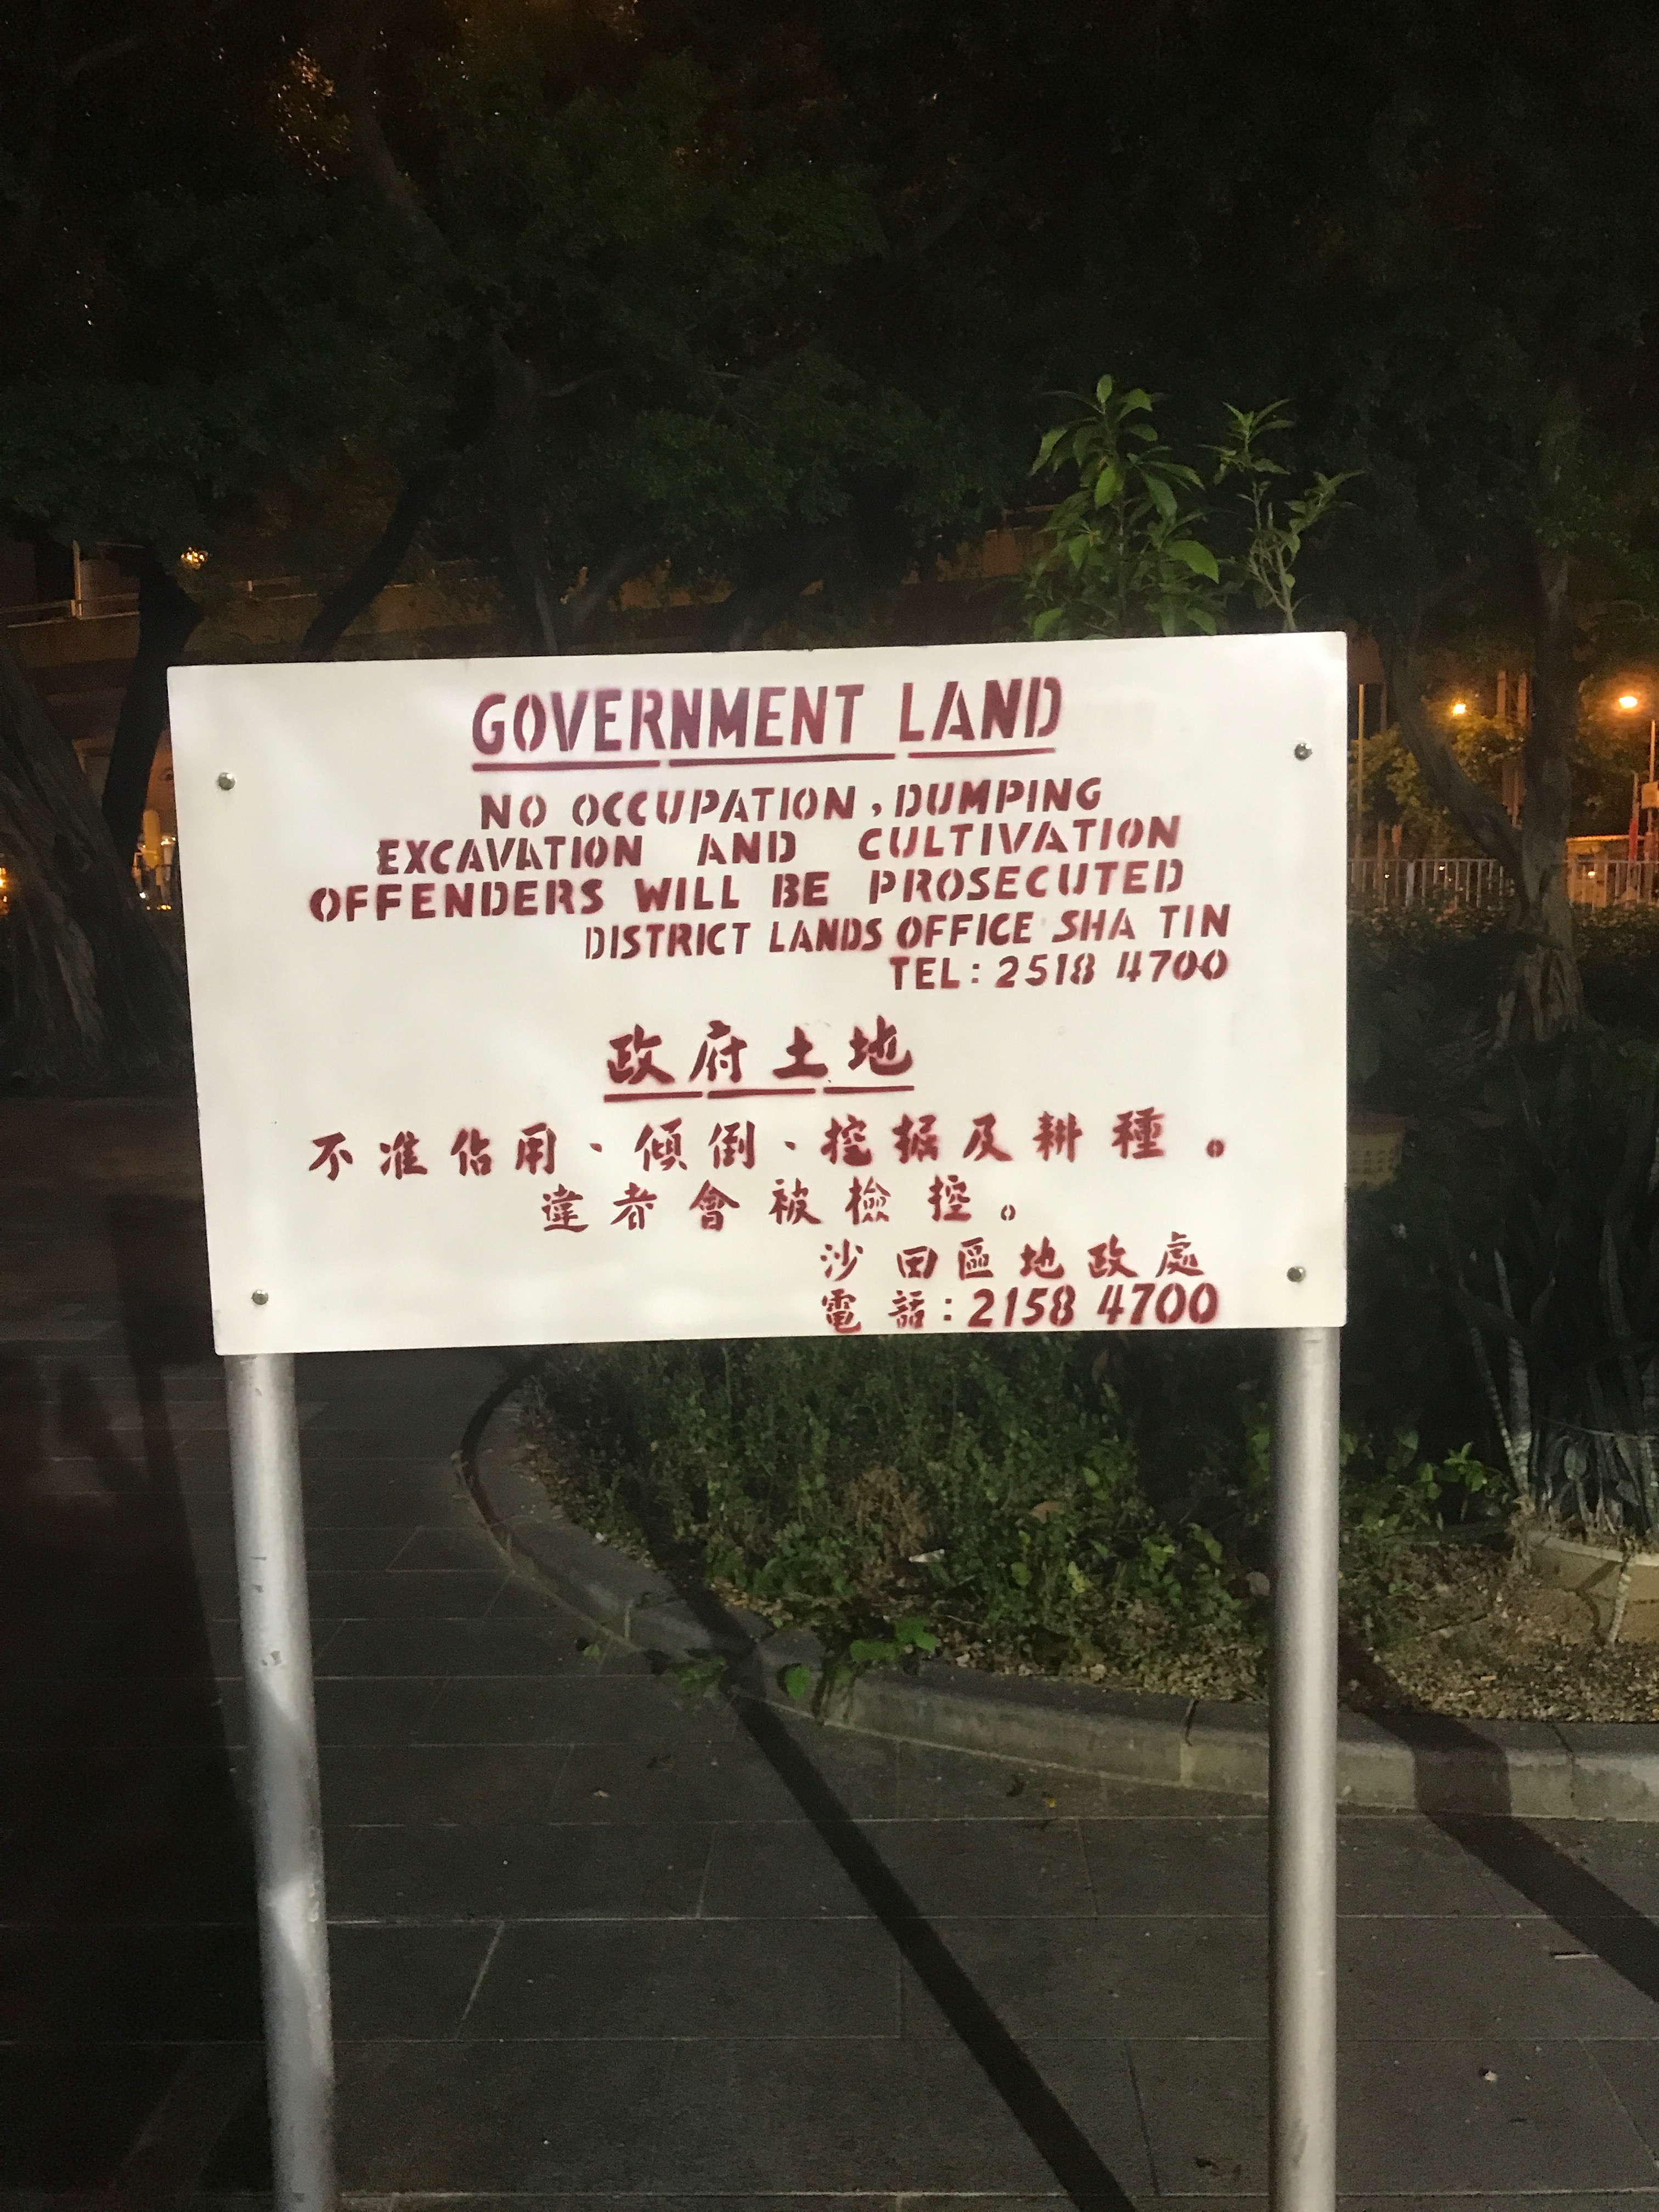 GOVERNMENT LAND
NO OCCUPATION, DUMPING
EXCAVATION AND CULTIVATION
OFFENDERS WILL BE PROSECUTED
DISTRICT LANDS OFFICE SHA TIN
TEL: 2518 4700
政府土地
不准佔用、傾倒、挖掘及耕種。
違者會被檢控。
沙田區地政處
電話:2158 4700